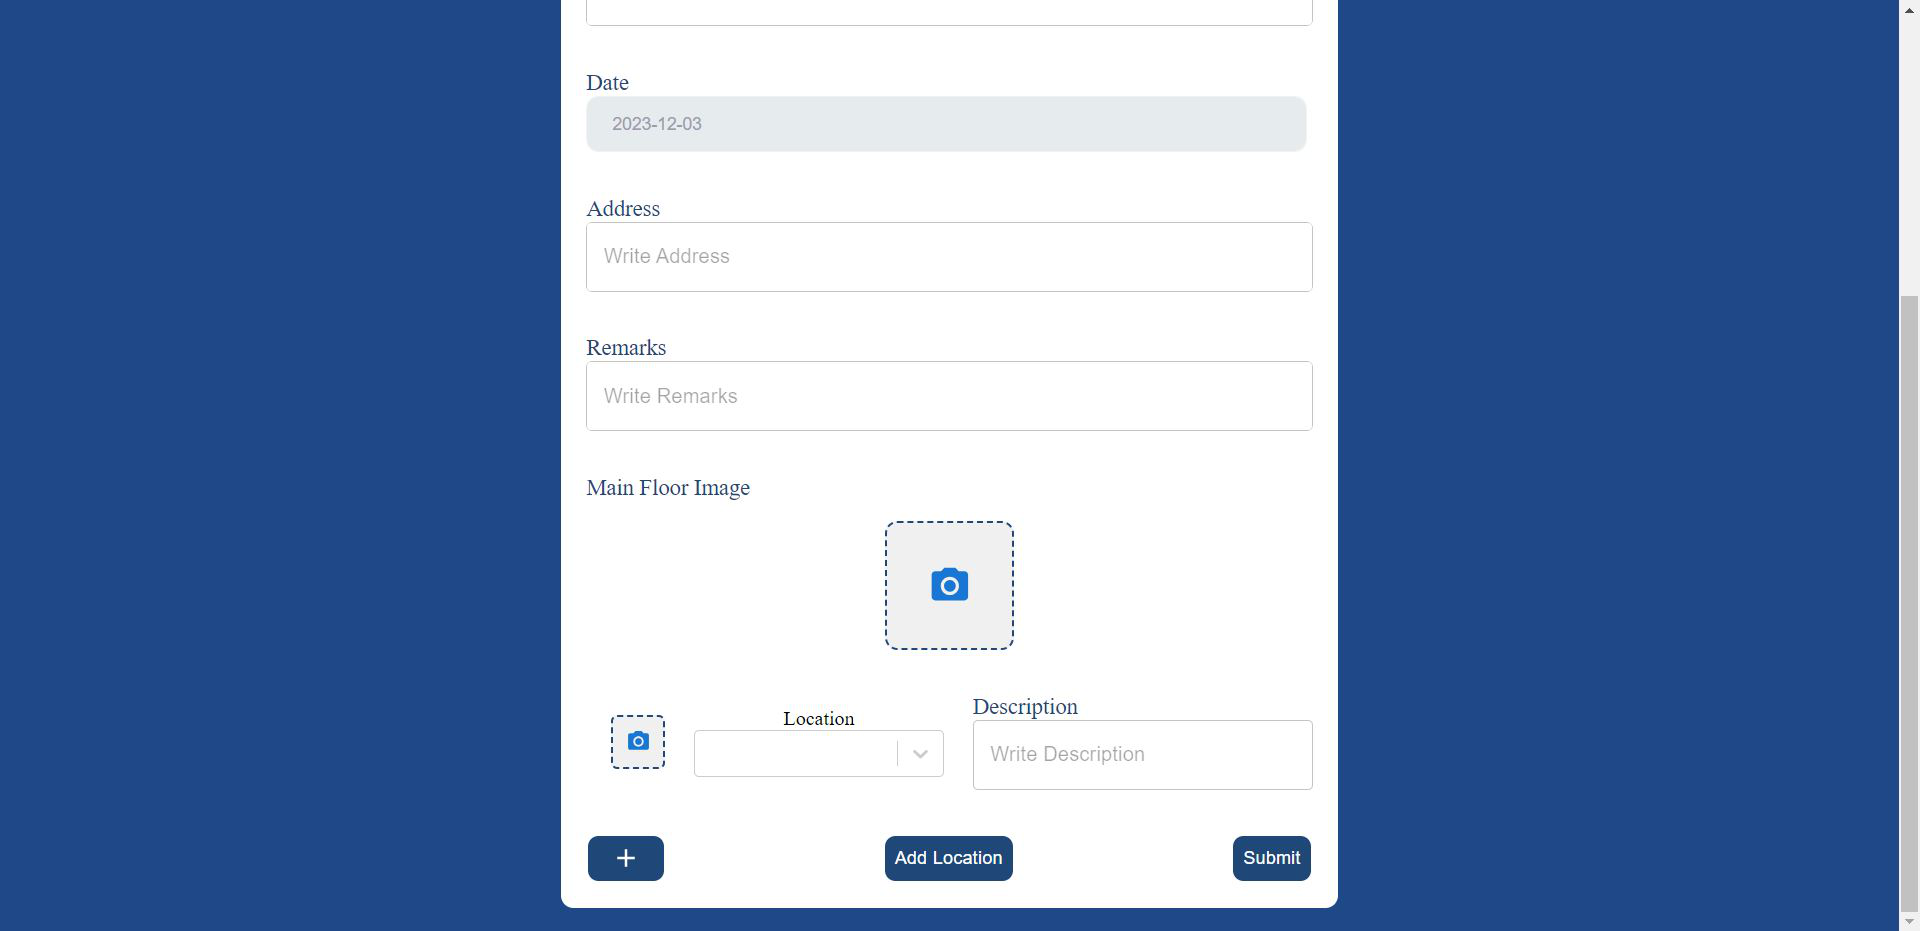 Date
2023-12-03
Address
Write Address
Remarks
Write Remarks
Main Floor Image
Location
Description
Write Description
+
Add Location
Submit